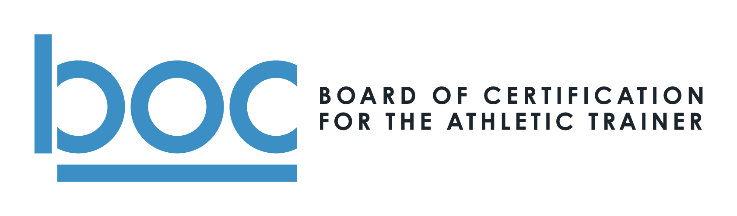 boc
BOARD OF CERTIFICATION
FOR THE ATHLETIC TRAINER